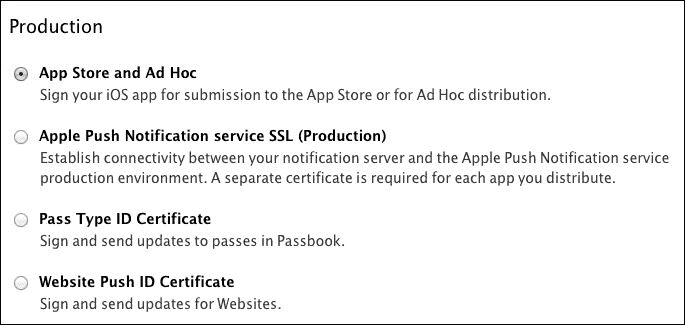 Production
App Store and Ad Hoc
Sign your iOS app for submission to the App Store or for Ad Hoc distribution.
Apple Push Notification service SSL (Production)
Establish connectivity between your notification server and the Apple Push Notification service
production environment. A separate certificate is required for each app you distribute.
Pass Type ID Certificate
Sign and send updates to passes in Passbook.
Website Push ID Certificate
Sign and send updates for Websites.